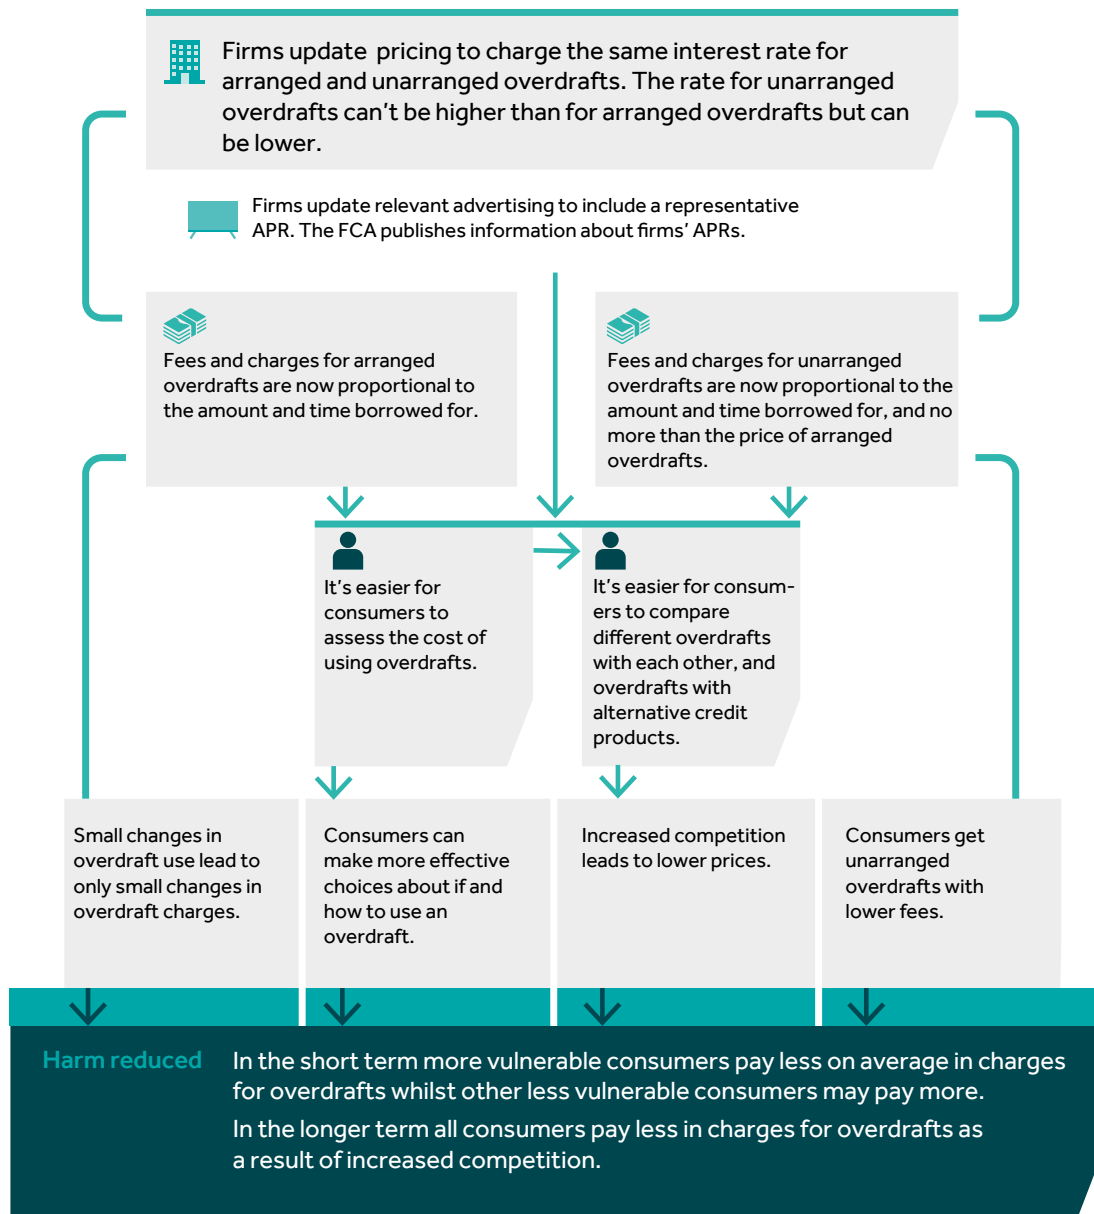 Firms update pricing to charge the same interest rate for
arranged and unarranged overdrafts. The rate for unarranged
overdrafts can't be higher than for arranged overdrafts but can
be lower.
Firms update relevant advertising to include a representative
APR. The FCA publishes information about firms' APRs.
Fees and charges for arranged
overdrafts are now proportional to
the amount and time borrowed for.
Fees and charges for unarranged
overdrafts are now proportional to the
amount and time borrowed for, and no
more than the price of arranged
overdrafts.
It's easier for
consumers to
assess the cost of
using overdrafts.
It's easier for consum-
ers to compare
different overdrafts
with each other, and
overdrafts with
alternative credit
products.
Small changes in
overdraft use lead to
only small changes in
overdraft charges.
Consumers can
make more effective
choices about if and
how to use an
overdraft.
Increased competition
leads to lower prices.
Consumers get
unarranged
overdrafts with
lower fees.
Harm reduced
In the short term more vulnerable consumers pay less on average in charges
for overdrafts whilst other less vulnerable consumers may pay more.
In the longer term all consumers pay less in charges for overdrafts as
a result of increased competition.